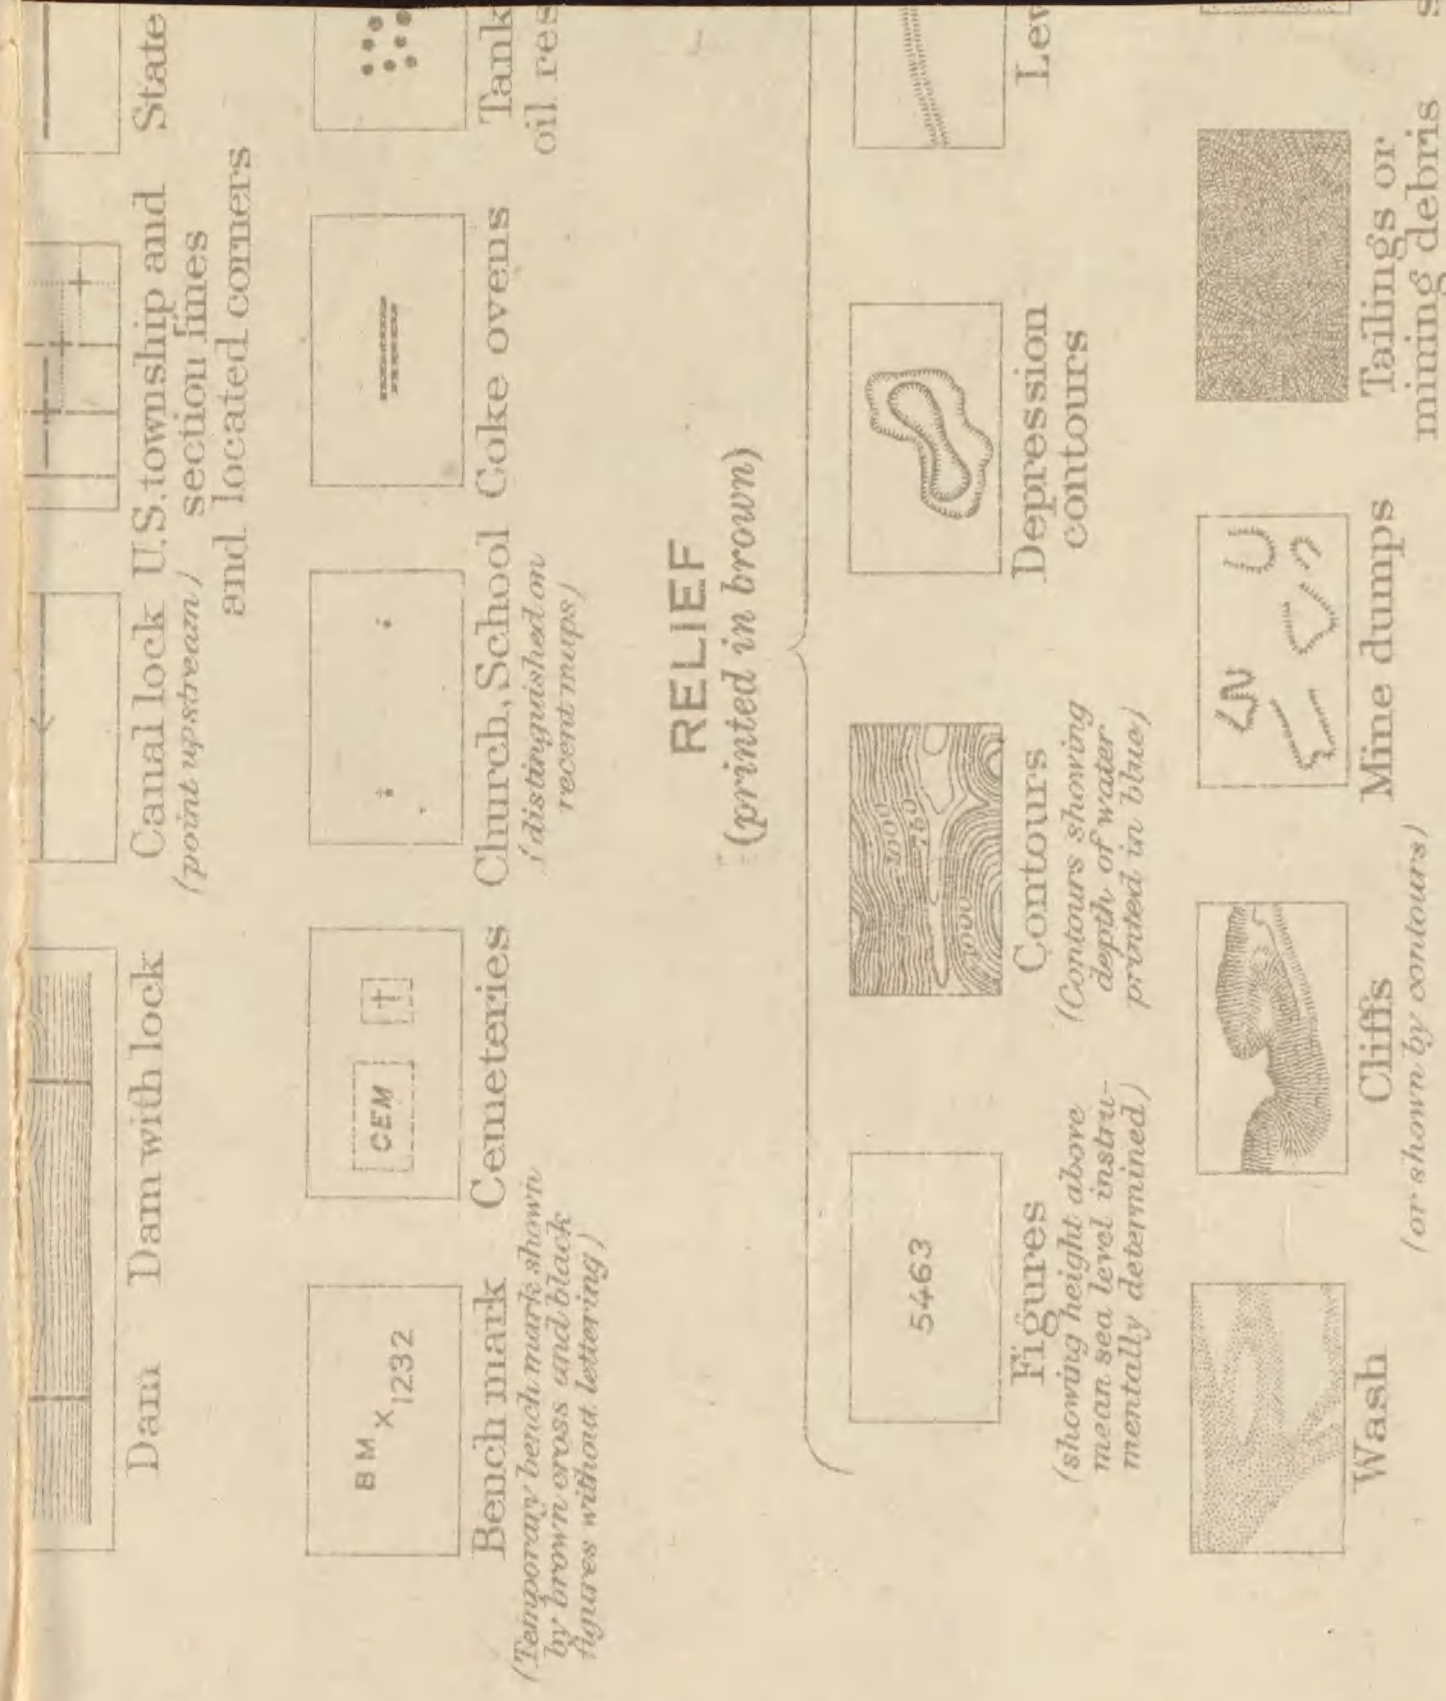 Dam
Dam with lock
Canal lock
(point upstream)
U.S. township and
section lines
and located corners
State
B M
X
1232
Bench mark
(Temporary bench mark shown
by brown cross and black
figures without lettering)
CEM
Cemeteries
Church, School
(distinguished on
recent maps)
Coke ovens
Tank
oil res
RELIEF
(printed in brown)
5463
Figures
(showing height above
mean sea level instru-
mentally determined)
1000
750
1000
Contours
(Contours showing
depth of water
printed in blue)
Depression
contours
Lev
Wash
Cliffs
(or shown by contours)
Mine dumps
Tailings or
mining debris